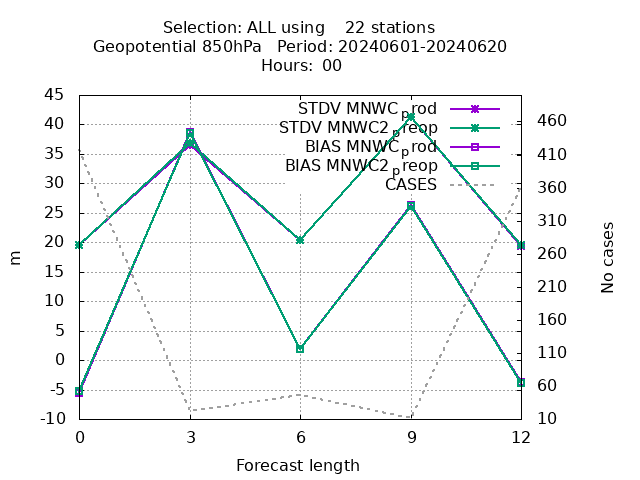 Selection: ALL using    22 stations
Geopotential 850hPa   Period: 20240601-20240620
Hours:  00
STDV MNWC_prod
STDV MNWC2_preop
BIAS MNWC_prod
BIAS MNWC2_preop
CASES
45
40
35
30
25
20
15
10
5
0
-5
-10
m
460
410
360
310
260
210
160
110
60
10
No cases
0 3 6 9 12
Forecast length